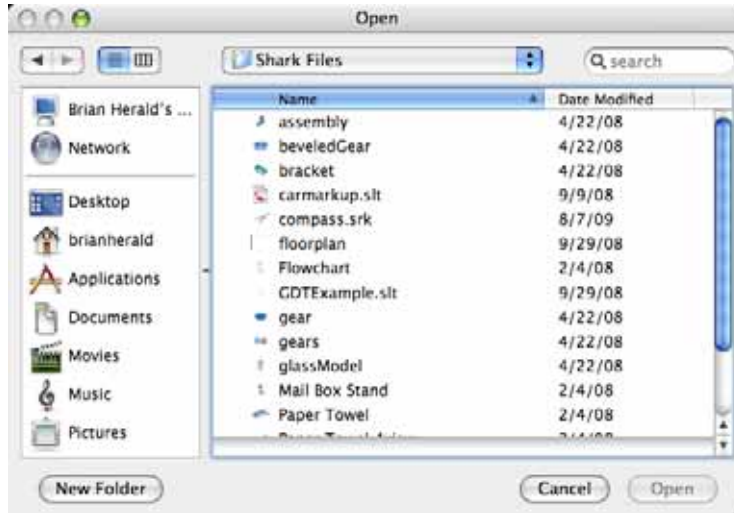 Open
Shark Files
search
Brian Herald's ...
Network
Desktop
brianherald
Applications
Documents
Movies
Music
Pictures
Name Date Modified
assembly 4/22/08
beveledGear 4/22/08
bracket 4/22/08
carmarkup.slt 9/9/08
compass.srk 8/7/09
floorplan 9/29/08
Flowchart 2/4/08
GDTExample.slt 9/29/08
gear 4/22/08
gears 4/22/08
glassModel 4/22/08
Mail Box Stand 2/4/08
Paper Towel 2/4/08
New Folder
Cancel
Open